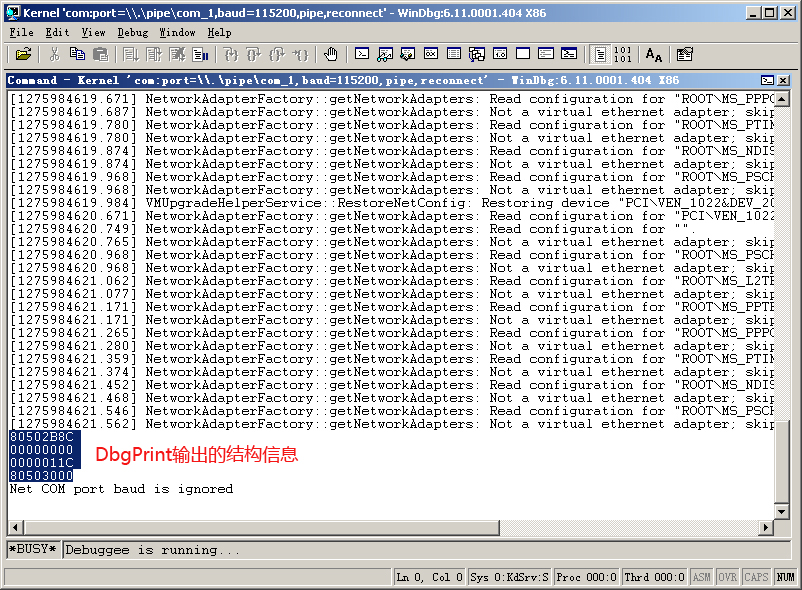 Kernel 'com:port=\\.\pipe\com_1,baud=115200,pipe,reconnect' - WinDbg:6.11.0001.404 X86
File Edit View Debug Window Help
Command - Kernel 'com:port=\\.\pipe\com_1,baud=115200,pipe,reconnect' - WinDbg:6.11.0001.404 X86
[1275984619.671] NetworkAdapterFactory::getNetworkAdapters: Read configuration for "ROOT\MS_PPPO
[1275984619.687] NetworkAdapterFactory::getNetworkAdapters: Not a virtual ethernet adapter; skip
[1275984619.780] NetworkAdapterFactory::getNetworkAdapters: Read configuration for "ROOT\MS_PTIM
[1275984619.780] NetworkAdapterFactory::getNetworkAdapters: Not a virtual ethernet adapter; skip
[1275984619.874] NetworkAdapterFactory::getNetworkAdapters: Read configuration for "ROOT\MS_NDIS
[1275984619.874] NetworkAdapterFactory::getNetworkAdapters: Not a virtual ethernet adapter; skip
[1275984619.968] NetworkAdapterFactory::getNetworkAdapters: Read configuration for "ROOT\MS_PSCH
[1275984619.968] NetworkAdapterFactory::getNetworkAdapters: Not a virtual ethernet adapter; skip
[1275984619.984] VMUpgradeHelperService::RestoreNetConfig: Restoring device "PCI\VEN_1022&DEV_20
[1275984620.671] NetworkAdapterFactory::getNetworkAdapters: Read configuration for "PCI\VEN_1022
[1275984620.749] NetworkAdapterFactory::getNetworkAdapters: Read configuration for "".
[1275984620.765] NetworkAdapterFactory::getNetworkAdapters: Not a virtual ethernet adapter; skip
[1275984620.968] NetworkAdapterFactory::getNetworkAdapters: Read configuration for "ROOT\MS_PSCH
[1275984620.968] NetworkAdapterFactory::getNetworkAdapters: Not a virtual ethernet adapter; skip
[1275984621.062] NetworkAdapterFactory::getNetworkAdapters: Read configuration for "ROOT\MS_L2TP
[1275984621.077] NetworkAdapterFactory::getNetworkAdapters: Not a virtual ethernet adapter; skip
[1275984621.171] NetworkAdapterFactory::getNetworkAdapters: Read configuration for "ROOT\MS_PPTP
[1275984621.171] NetworkAdapterFactory::getNetworkAdapters: Not a virtual ethernet adapter; skip
[1275984621.265] NetworkAdapterFactory::getNetworkAdapters: Read configuration for "ROOT\MS_PPPO
[1275984621.280] NetworkAdapterFactory::getNetworkAdapters: Not a virtual ethernet adapter; skip
[1275984621.359] NetworkAdapterFactory::getNetworkAdapters: Read configuration for "ROOT\MS_PTIM
[1275984621.374] NetworkAdapterFactory::getNetworkAdapters: Not a virtual ethernet adapter; skip
[1275984621.452] NetworkAdapterFactory::getNetworkAdapters: Read configuration for "ROOT\MS_NDIS
[1275984621.468] NetworkAdapterFactory::getNetworkAdapters: Not a virtual ethernet adapter; skip
[1275984621.546] NetworkAdapterFactory::getNetworkAdapters: Read configuration for "ROOT\MS_PSCH
[1275984621.562] NetworkAdapterFactory::getNetworkAdapters: Not a virtual ethernet adapter; skip
80502B8C
00000000
0000011C
80503000
DbgPrint输出的结构信息
Net COM port baud is ignored
*BUSY* Debuggee is running...
Ln 0, Col 0 Sys 0:KdSrv:S Proc 000:0 Thrd 000:0 ASM OVR CAPS NUM